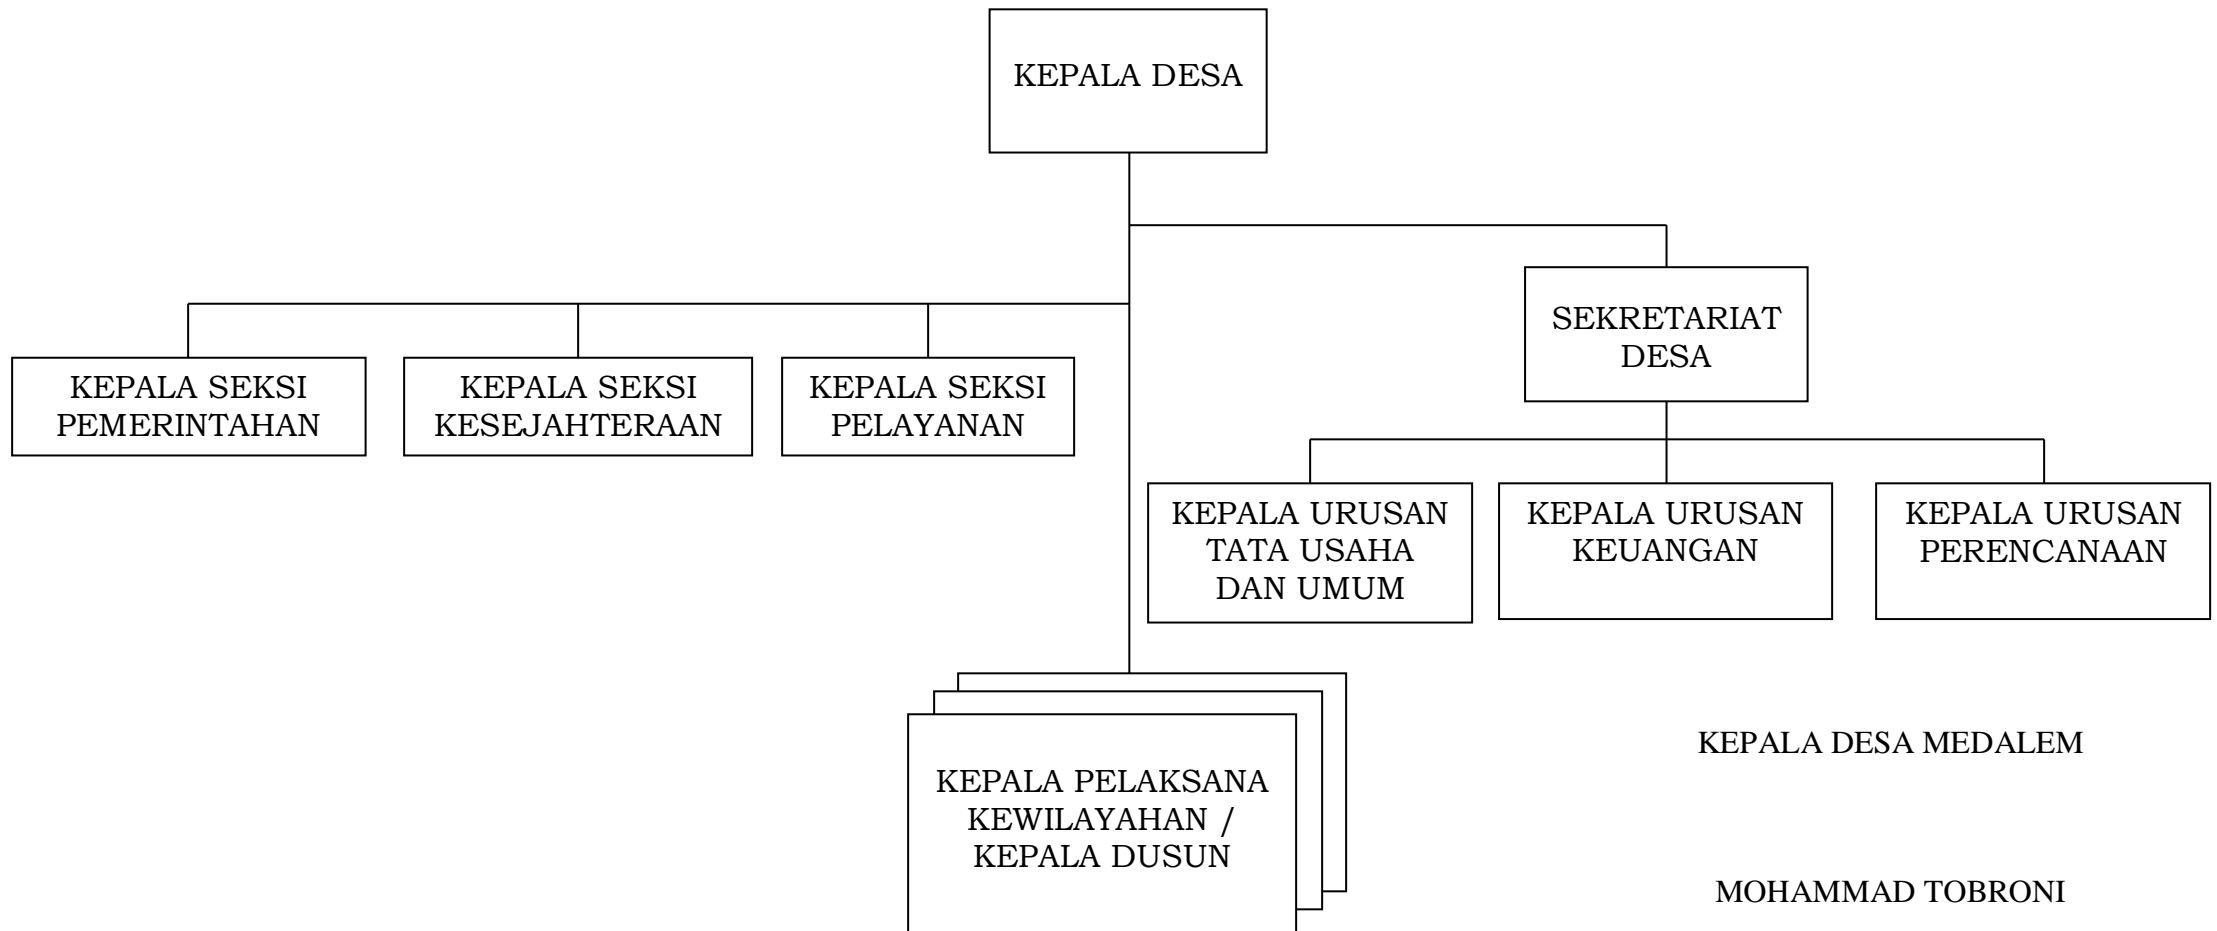 KEPALA DESA
SEKRETARIAT
DESA
KEPALA SEKSI
PEMERINTAHAN
KEPALA SEKSI
KESEJAHTERAAN
KEPALA SEKSI
PELAYANAN
KEPALA URUSAN
TATA USAHA
DAN UMUM
KEPALA URUSAN
KEUANGAN
KEPALA URUSAN
PERENCANAAN
KEPALA PELAKSANA
KEWILAYAHAN /
KEPALA DUSUN
KEPALA DESA MEDALEM
MOHAMMAD TOBRONI